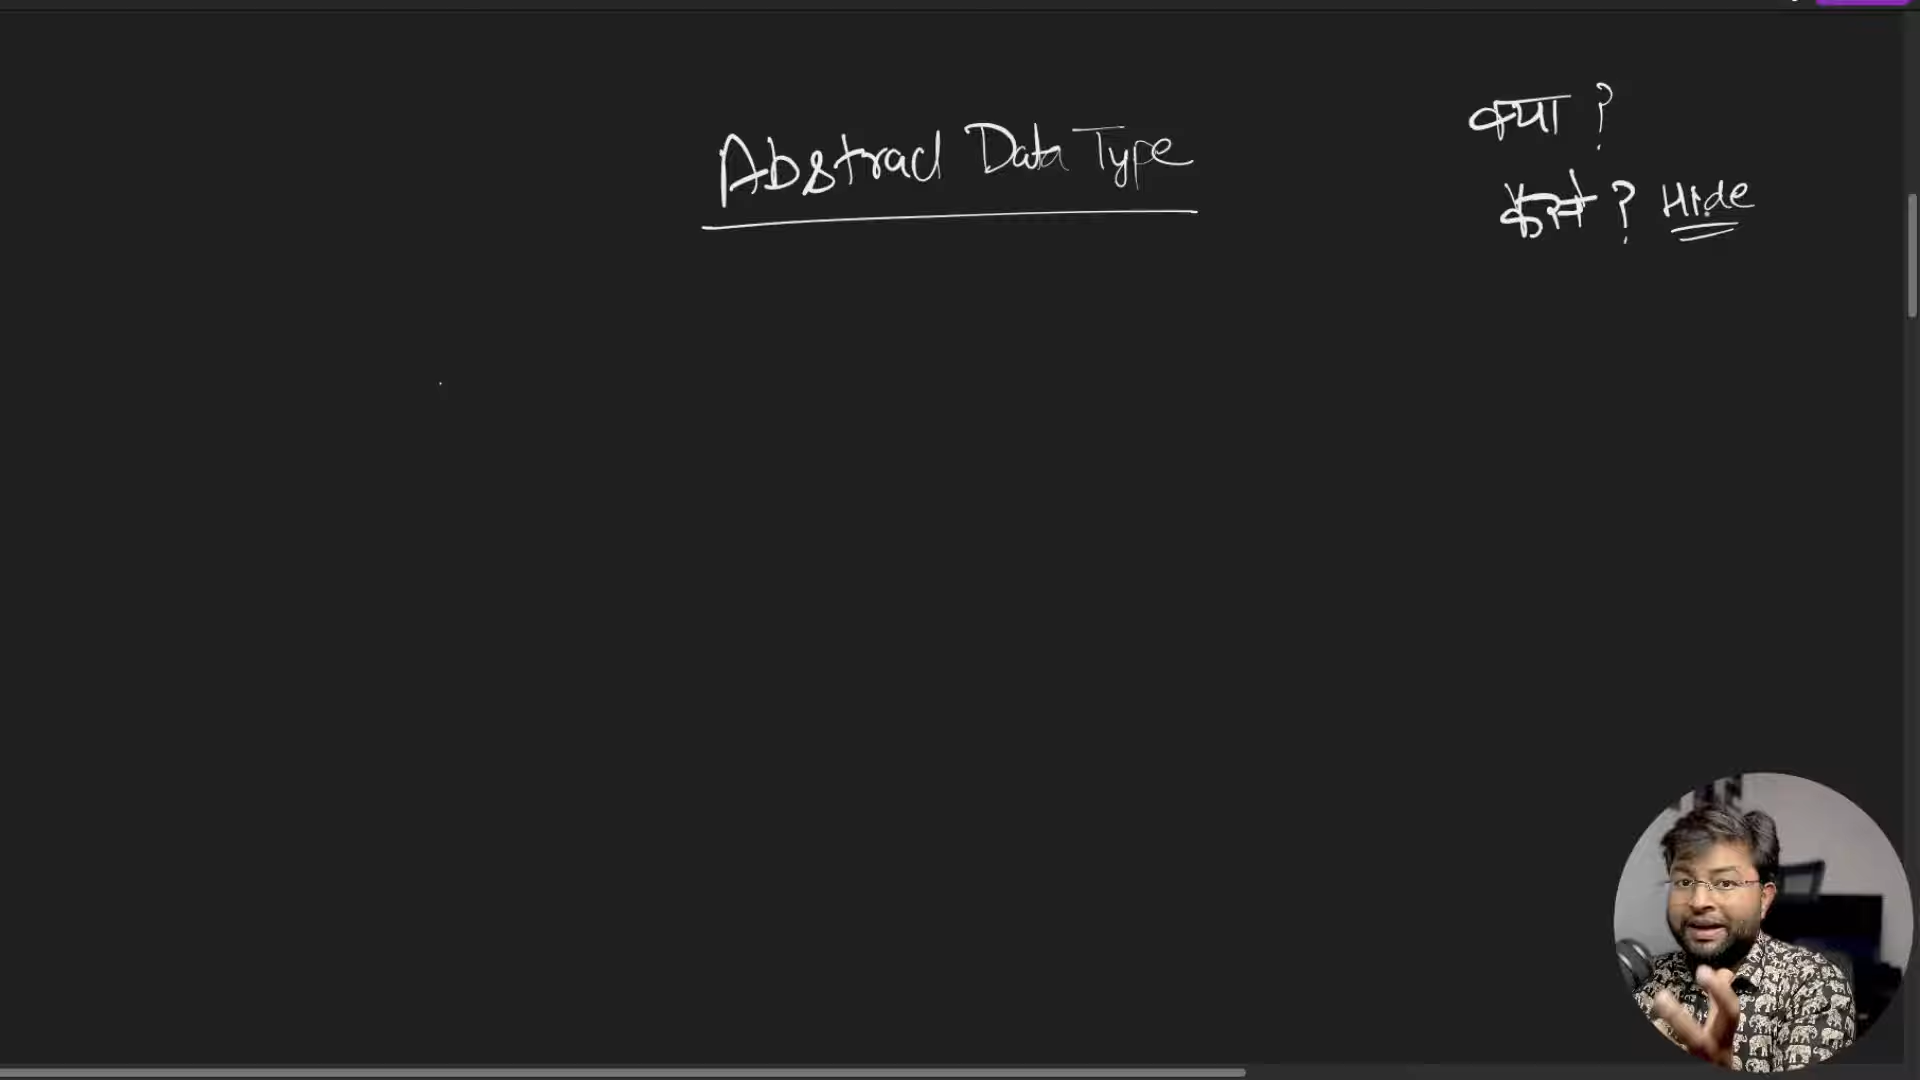 Abstract Data Type
क्या ?
कैसे ? Hide